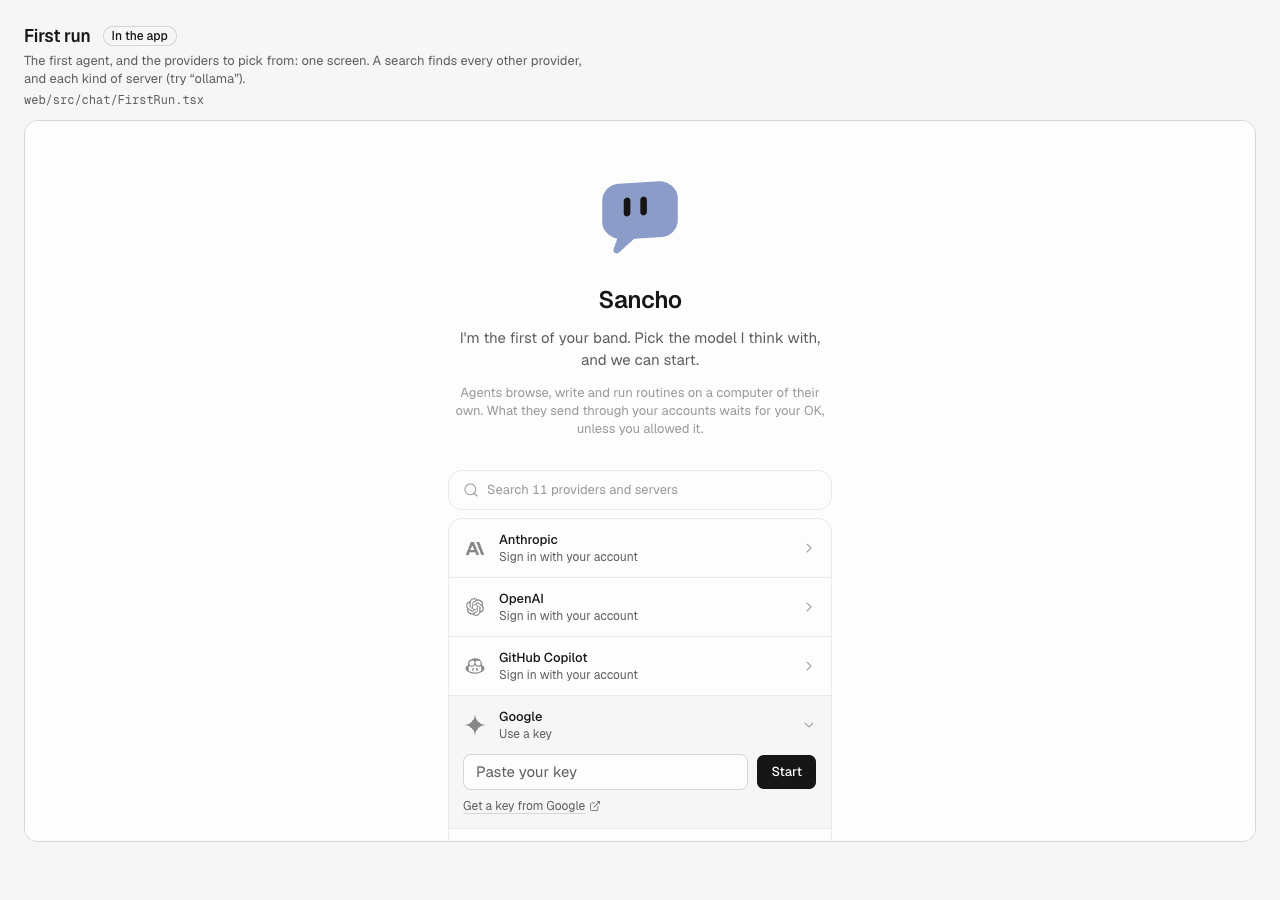 First run
In the app
The first agent, and the providers to pick from: one screen. A search finds every other provider,
and each kind of server (try “ollama”).
web/src/chat/FirstRun.tsx
Sancho
I'm the first of your band. Pick the model I think with,
and we can start.
Agents browse, write and run routines on a computer of their
own. What they send through your accounts waits for your OK,
unless you allowed it.
Search 11 providers and servers
Anthropic
Sign in with your account
OpenAI
Sign in with your account
GitHub Copilot
Sign in with your account
Google
Use a key
Paste your key
Start
Get a key from Google